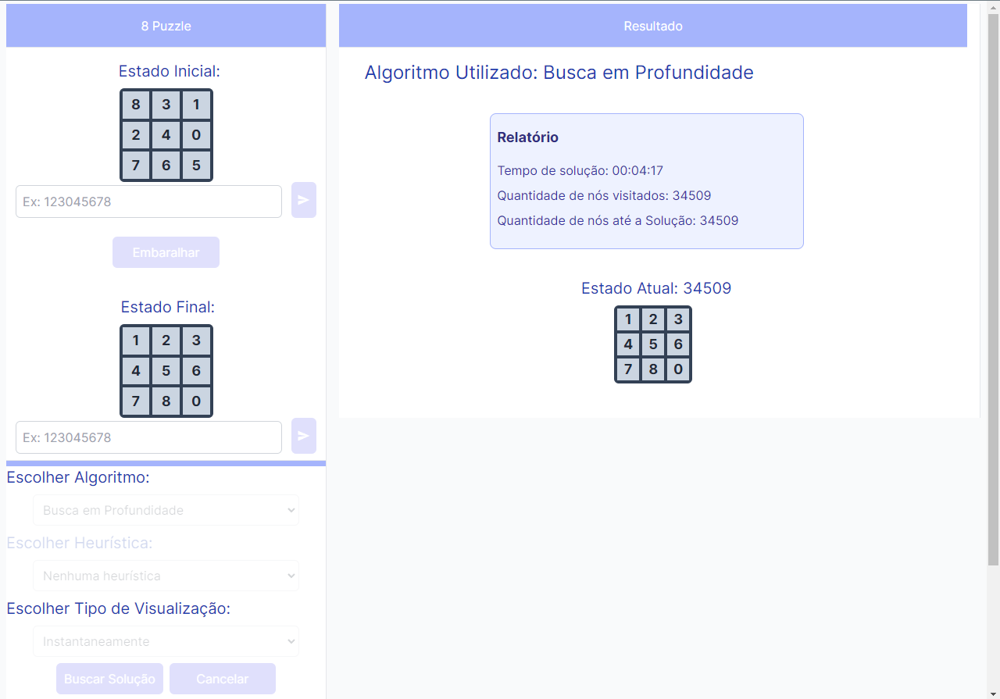 8 Puzzle
Estado Inicial:
8 3 1
2 4 0
7 6 5
Ex: 123045678
Embaralhar
Estado Final:
1 2 3
4 5 6
7 8 0
Ex: 123045678
Escolher Algoritmo:
Busca em Profundidade
Escolher Heurística:
Nenhuma heurística
Escolher Tipo de Visualização:
Instantaneamente
Buscar Solução Cancelar
Resultado
Algoritmo Utilizado: Busca em Profundidade
Relatório
Tempo de solução: 00:04:17
Quantidade de nós visitados: 34509
Quantidade de nós até a Solução: 34509
Estado Atual: 34509
1 2 3
4 5 6
7 8 0